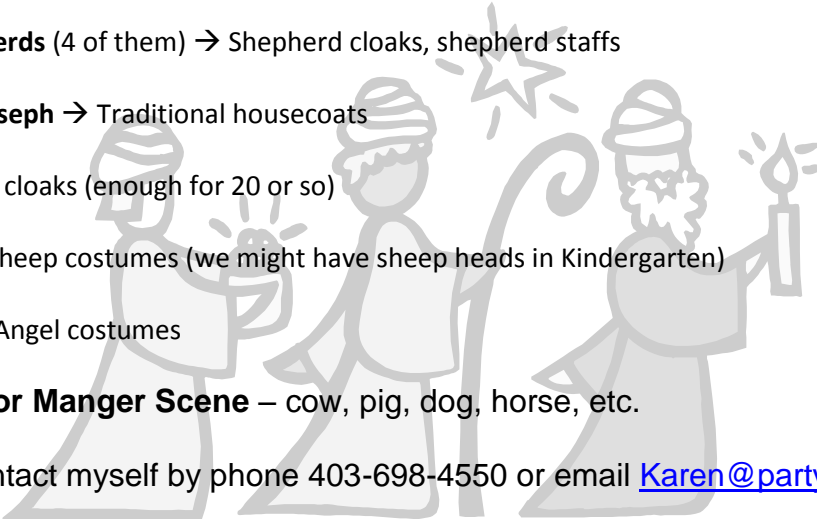 erds (4 of them) → Shepherd cloaks, shepherd staffs
seph → Traditional housecoats
cloaks (enough for 20 or so)
heep costumes (we might have sheep heads in Kindergarten)
Angel costumes
or Manger Scene – cow, pig, dog, horse, etc.
ntact myself by phone 403-698-4550 or email Karen@party